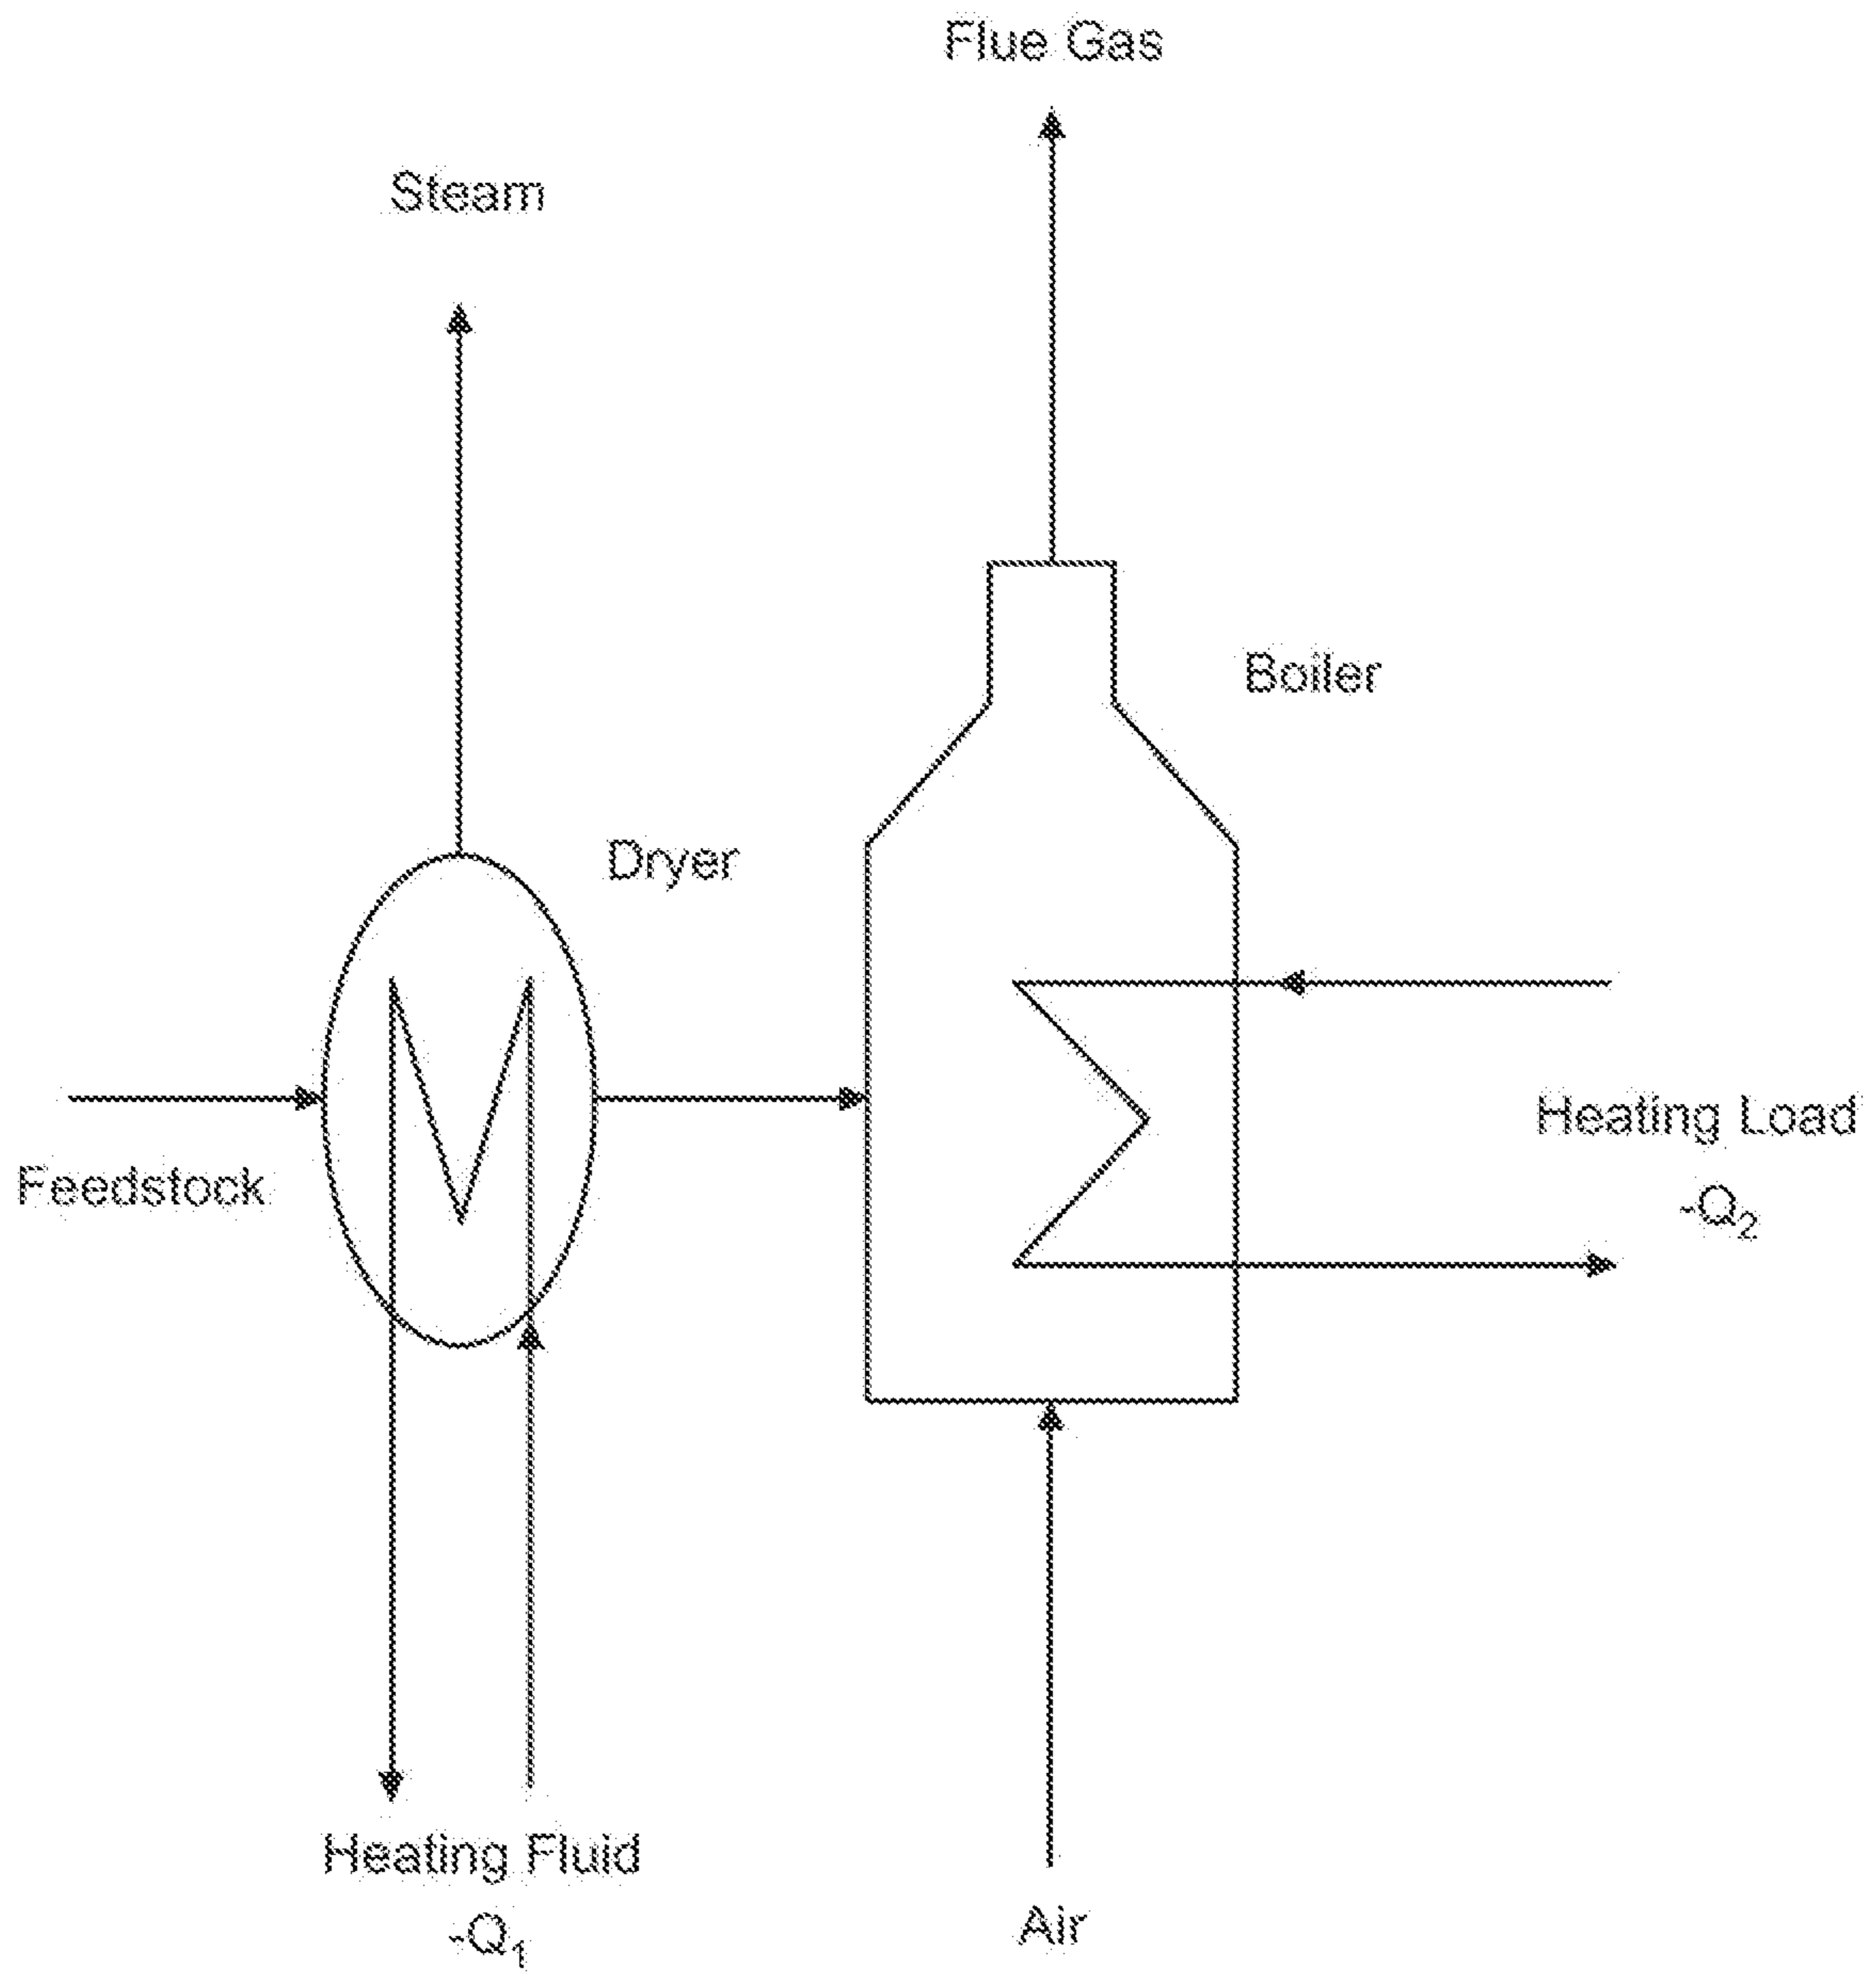 Flue Gas
Steam
Boiler
Dryer
Heating Load
-Q₂
Feedstock
Heating Fluid
-Q₁
Air